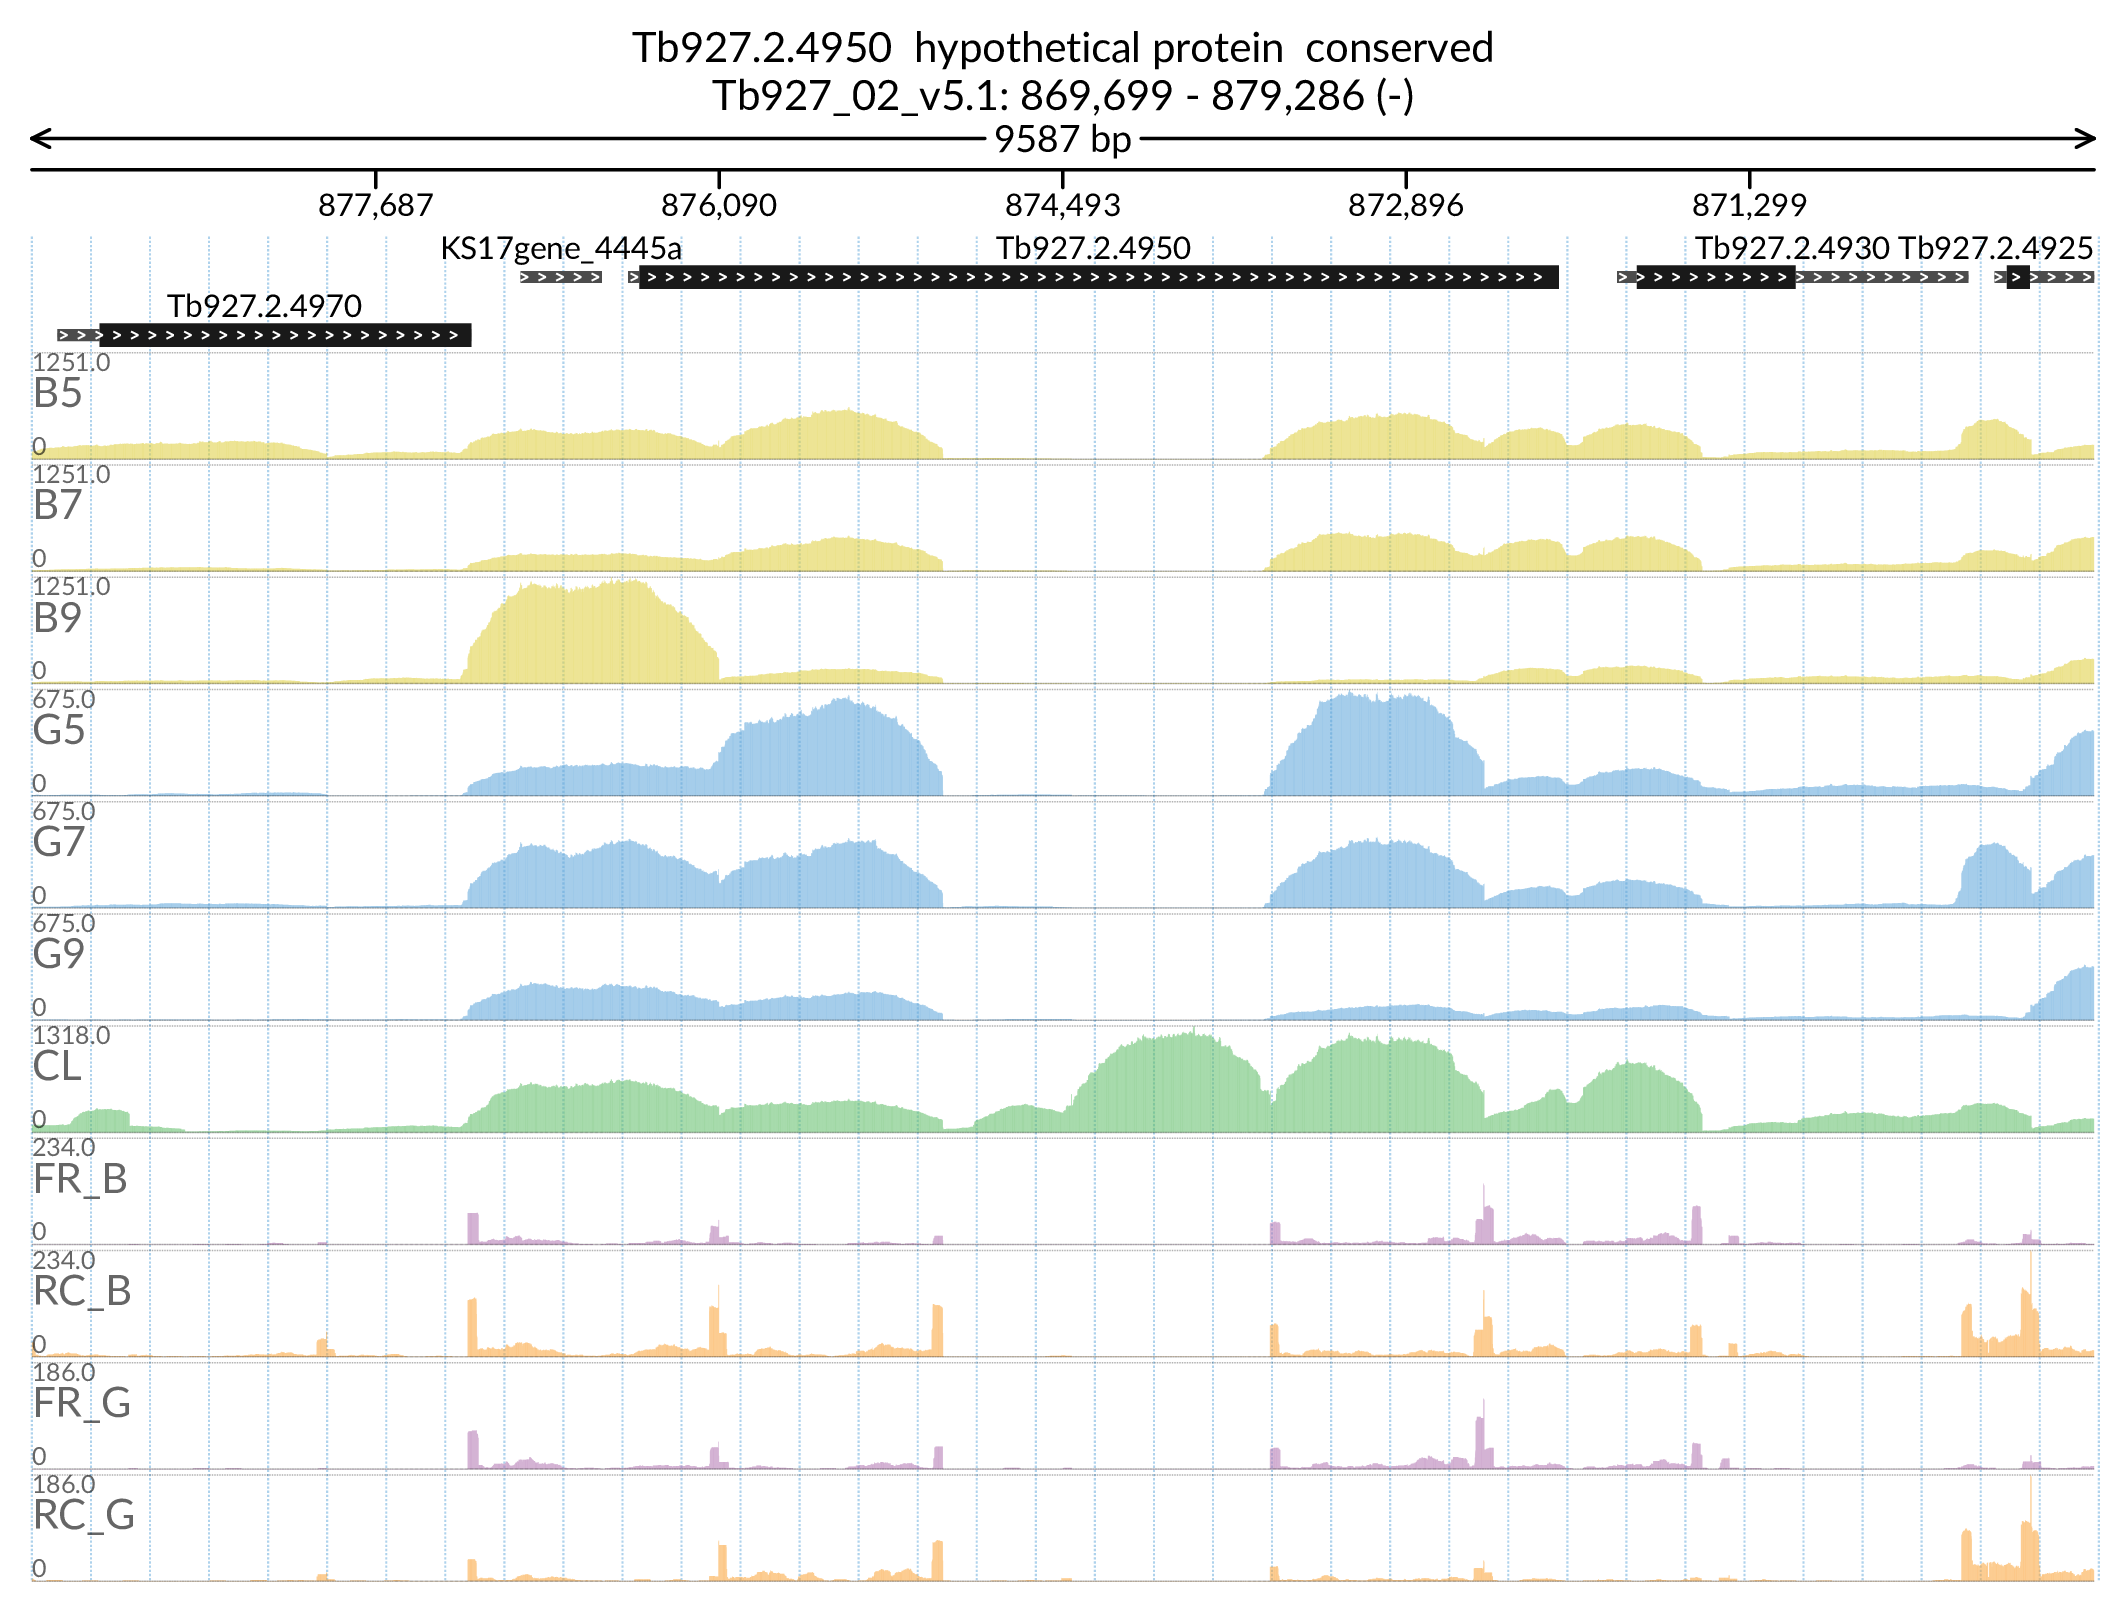 Tb927.2.4950 hypothetical protein conserved
Tb927_02_v5.1: 869,699 - 879,286 (-)
9587 bp
877,687 876,090 874,493 872,896 871,299
KS17gene_4445a Tb927.2.4950 Tb927.2.4930 Tb927.2.4925
Tb927.2.4970
1251.0
B5
0
1251.0
B7
0
1251.0
B9
0
675.0
G5
0
675.0
G7
0
675.0
G9
0
1318.0
CL
0
234.0
FR_B
0
234.0
RC_B
0
186.0
FR_G
0
186.0
RC_G
0